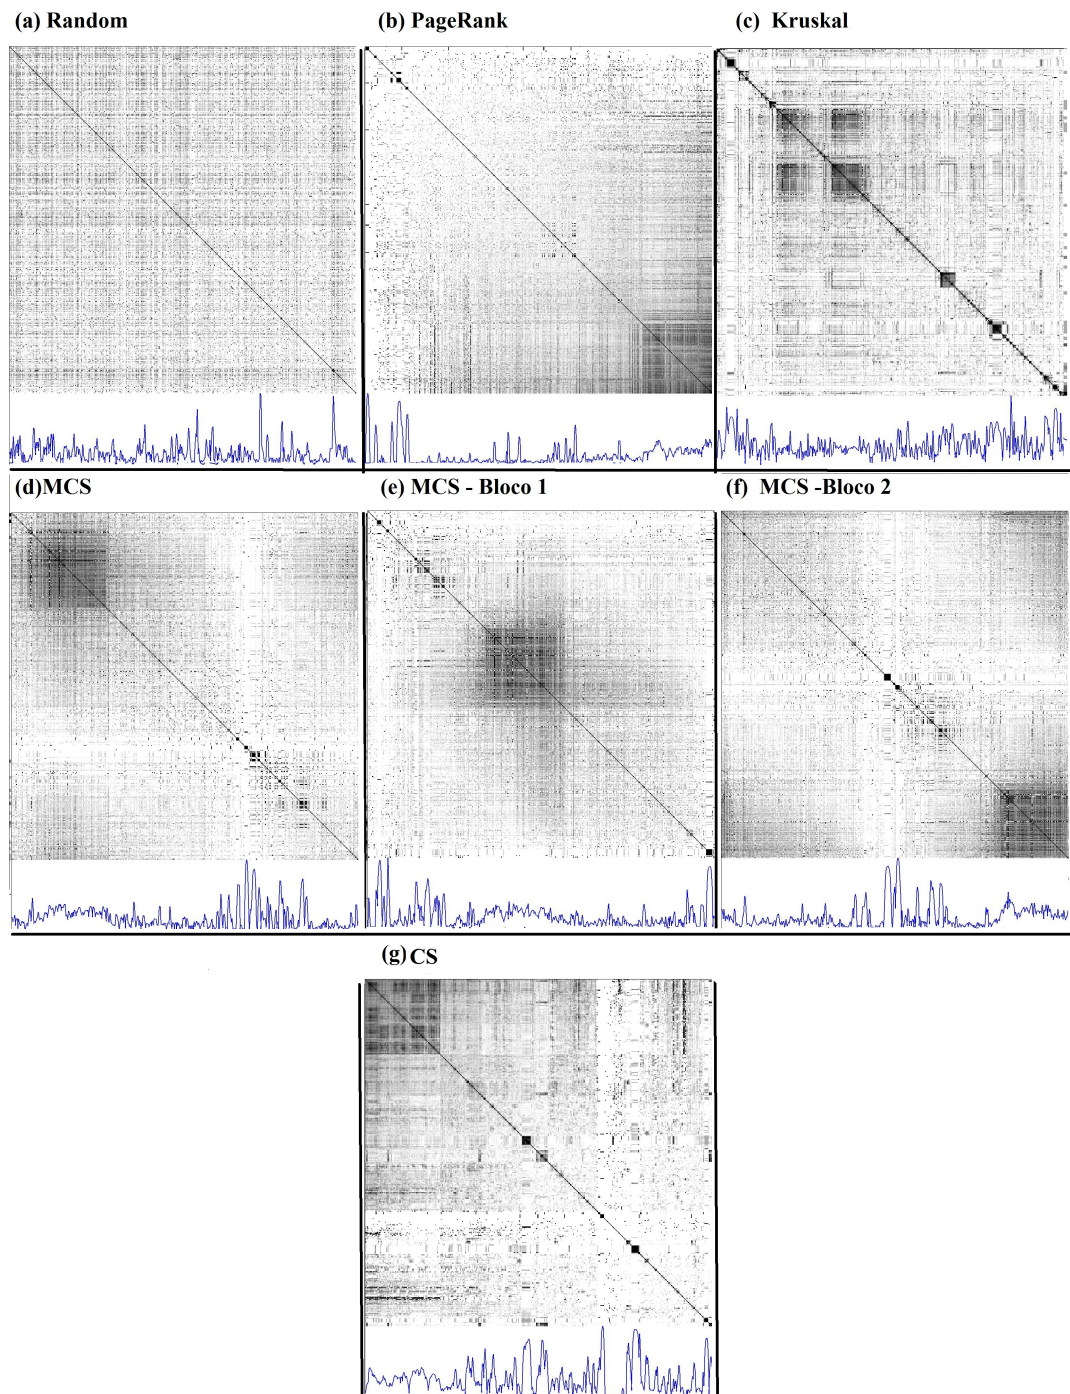 (a) Random
(b) PageRank
(c) Kruskal
(d)MCS
(e) MCS - Bloco 1
(f) MCS -Bloco 2
(g) CS